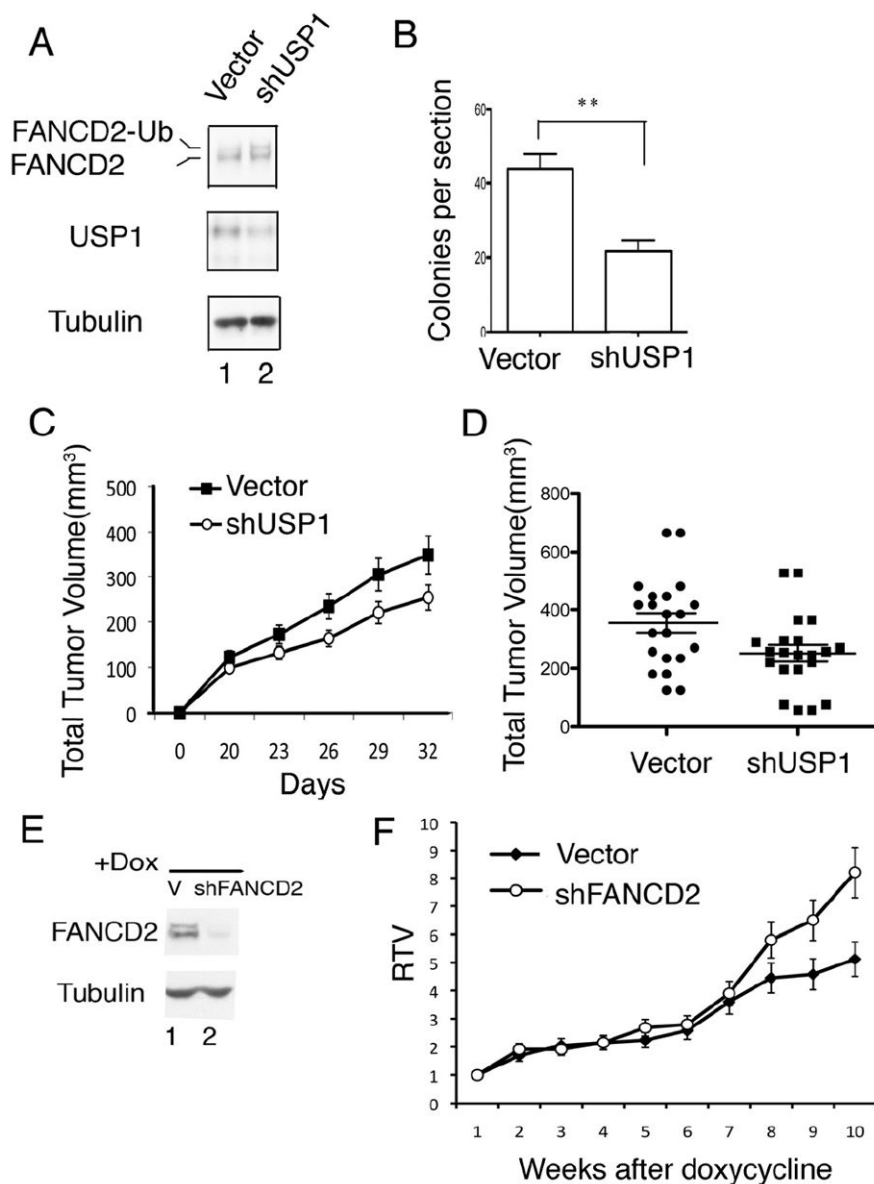 A
Vector
shUSP1
FANCD2-Ub
FANCD2
USP1
Tubulin
1 2
B
Colonies per section
60
40
20
0
**
Vector
shUSP1
C
Total Tumor Volume(mm³)
500
400
300
200
100
0
Vector
shUSP1
0 20 23 26 29 32
Days
D
Total Tumor Volume(mm³)
800
600
400
200
0
Vector
shUSP1
E
+Dox
V shFANCD2
FANCD2
Tubulin
1 2
F
RTV
10
9
8
7
6
5
4
3
2
1
0
Vector
shFANCD2
1 2 3 4 5 6 7 8 9 10
Weeks after doxycycline